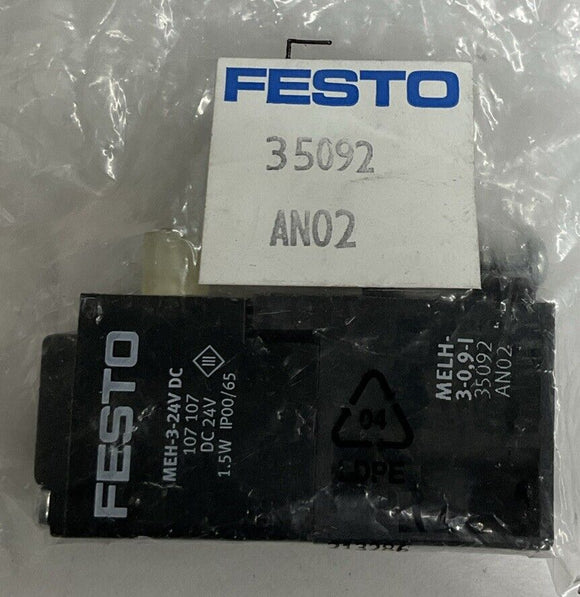 FESTO
35092
AN02
FESTO
MEH-3-24V DC
107 107
DC 24V
1.5W IP00/65
MELH-
3-0,9-I
35092
AN02
04
LDPE